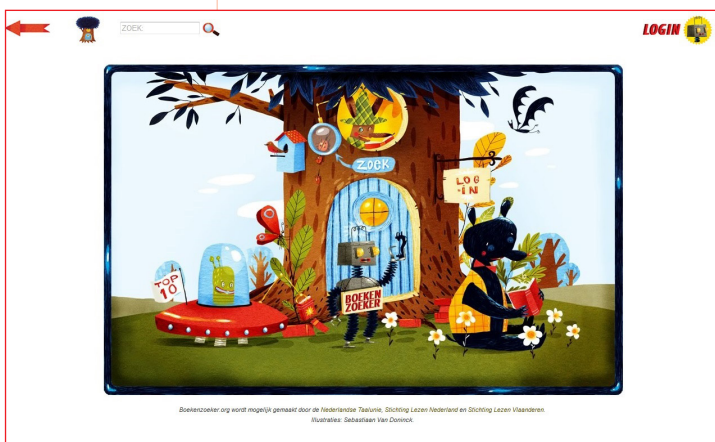 ZOEK
LOGIN
ZOEK
LOG
-IN
TOP
10
BOEKEN
ZOEKER
Boekenzoeker.org wordt mogelijk gemaakt door de Nederlandse Taalunie, Stichting Lezen Nederland en Stichting Lezen Vlaanderen.
Illustraties: Sebastiaan Van Doninck.